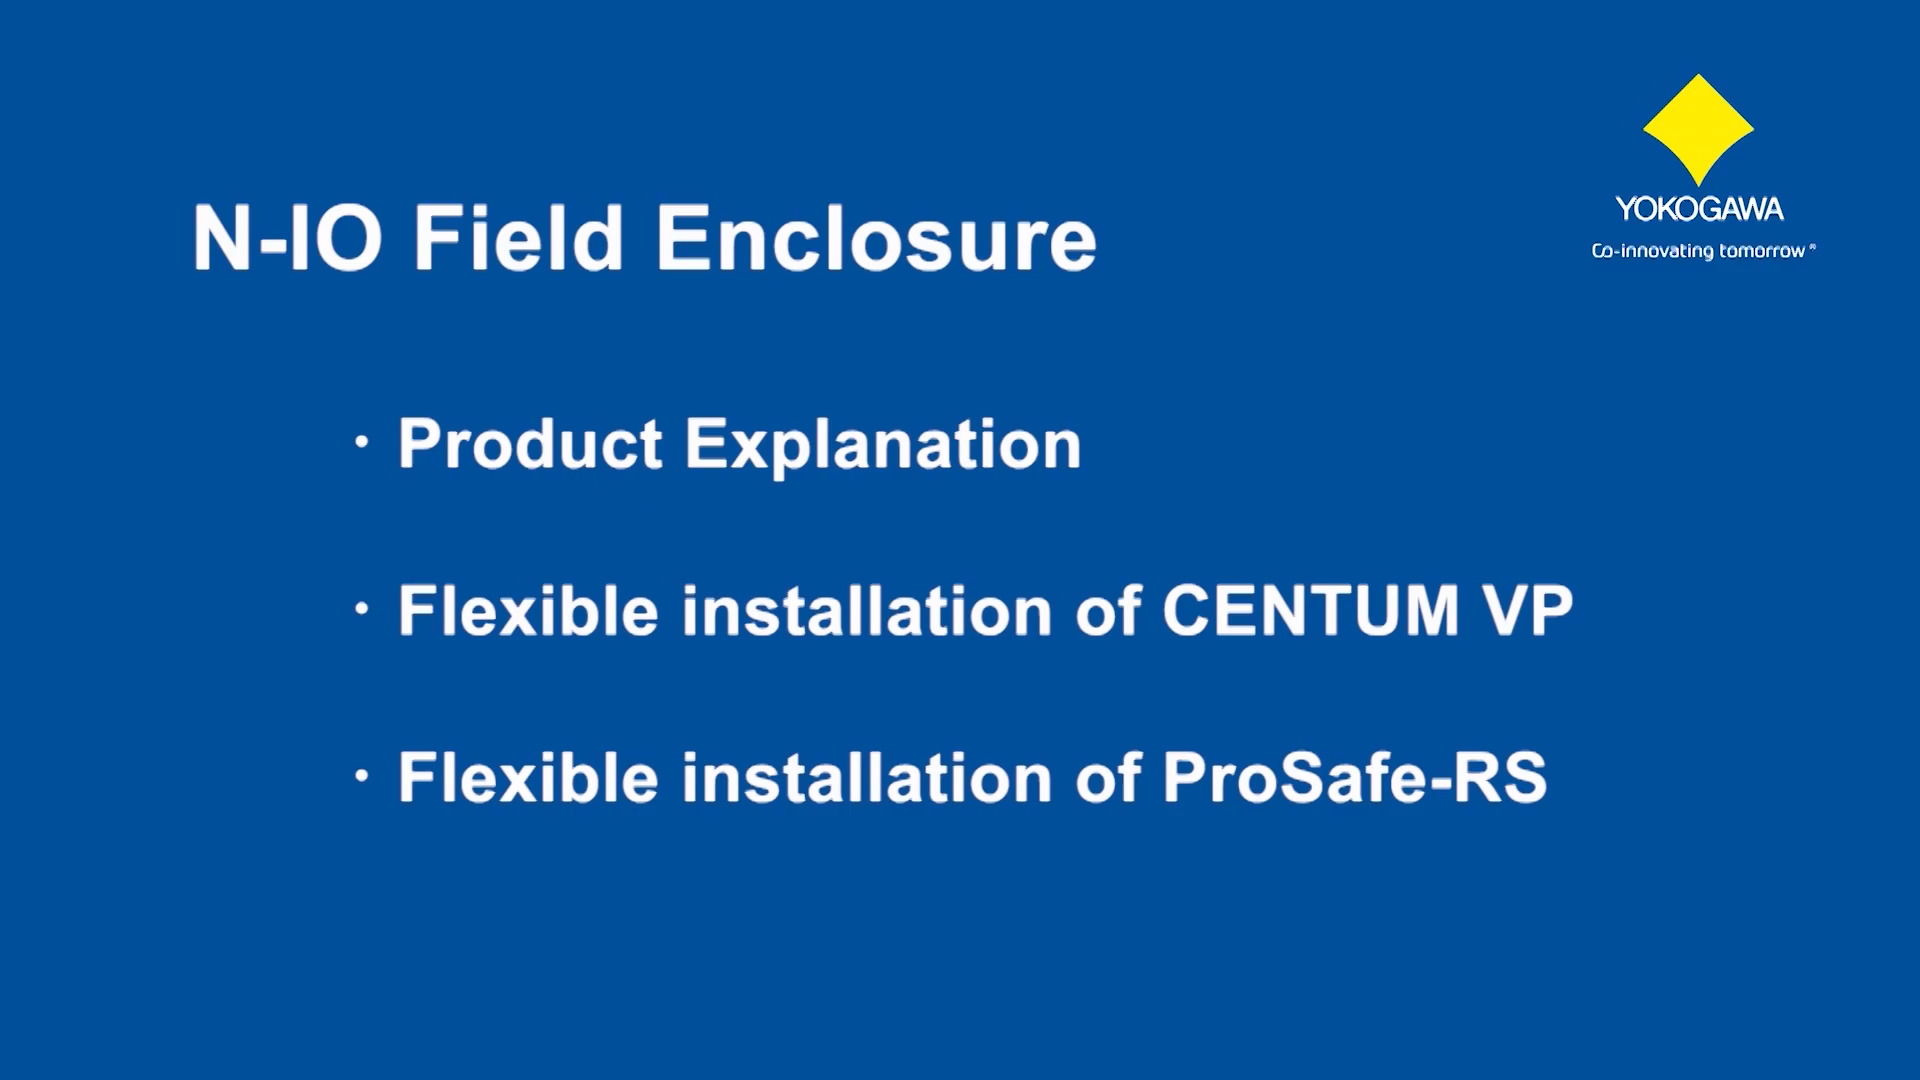 N-IO Field Enclosure
YOKOGAWA
Co-innovating tomorrow®
・Product Explanation
・Flexible installation of CENTUM VP
・Flexible installation of ProSafe-RS